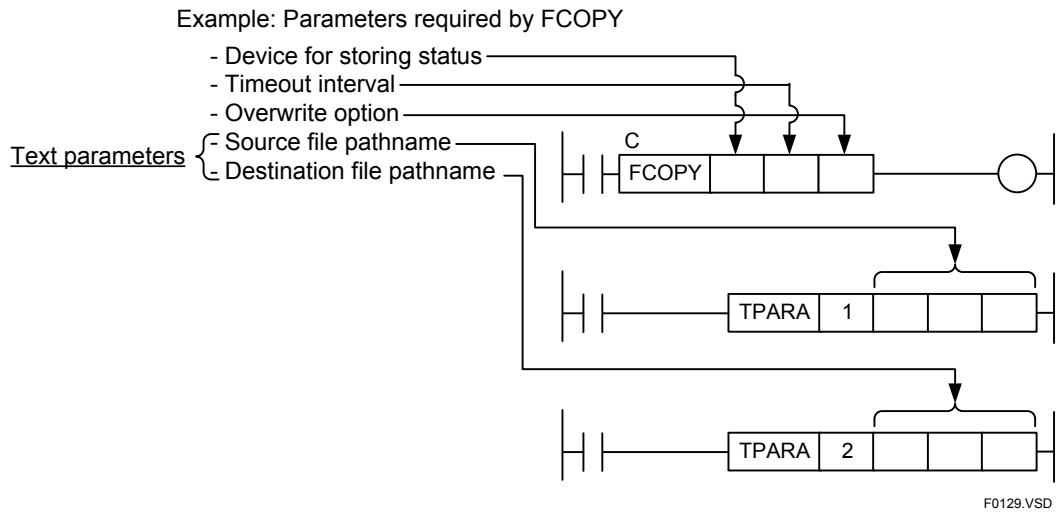 Example: Parameters required by FCOPY
- Device for storing status
- Timeout interval
- Overwrite option
Text parameters
- Source file pathname
- Destination file pathname
C
FCOPY
TPARA 1
TPARA 2
F0129.VSD